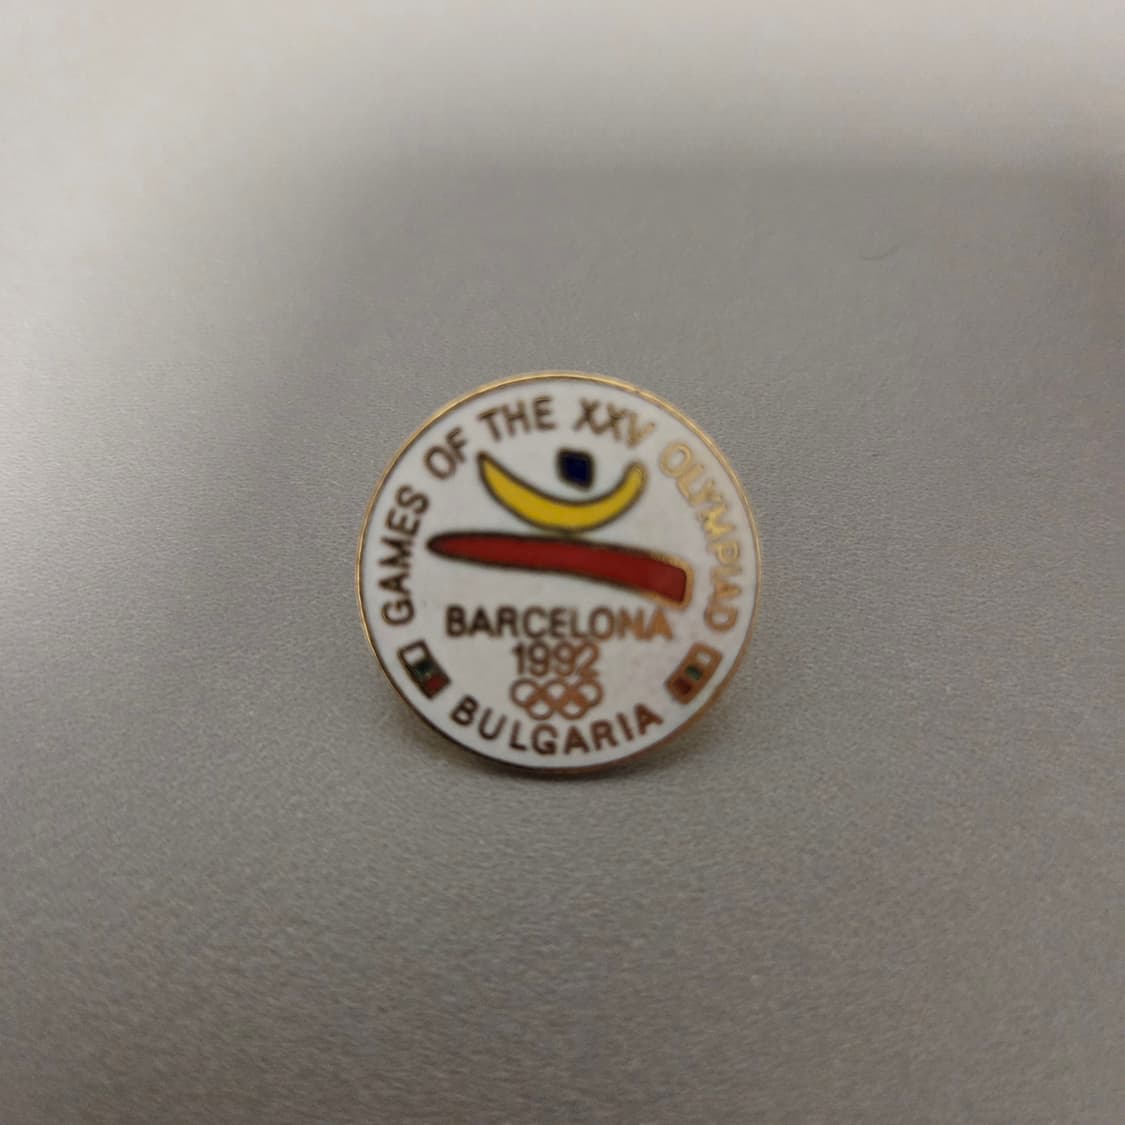 GAMES OF THE XXV OLYMPIAD
BARCELONA
1992
BULGARIA